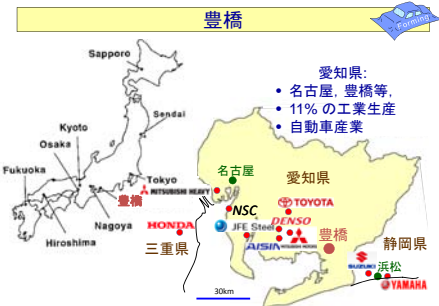 豊橋
Forming
Sapporo
Sendai
Kyoto
Osaka
Fukuoka
Tokyo
豊橋
Nagoya
Hiroshima
愛知県:
• 名古屋, 豊橋等,
• 11% の工業生産
• 自動車産業
名古屋
愛知県
MITSUBISHI HEAVY
TOYOTA
NSC
DENSO
HONDA
JFE Steel
AISIN
MITSUBISHI MOTORS
豊橋
三重県
静岡県
SUZUKI
浜松
YAMAHA
30km